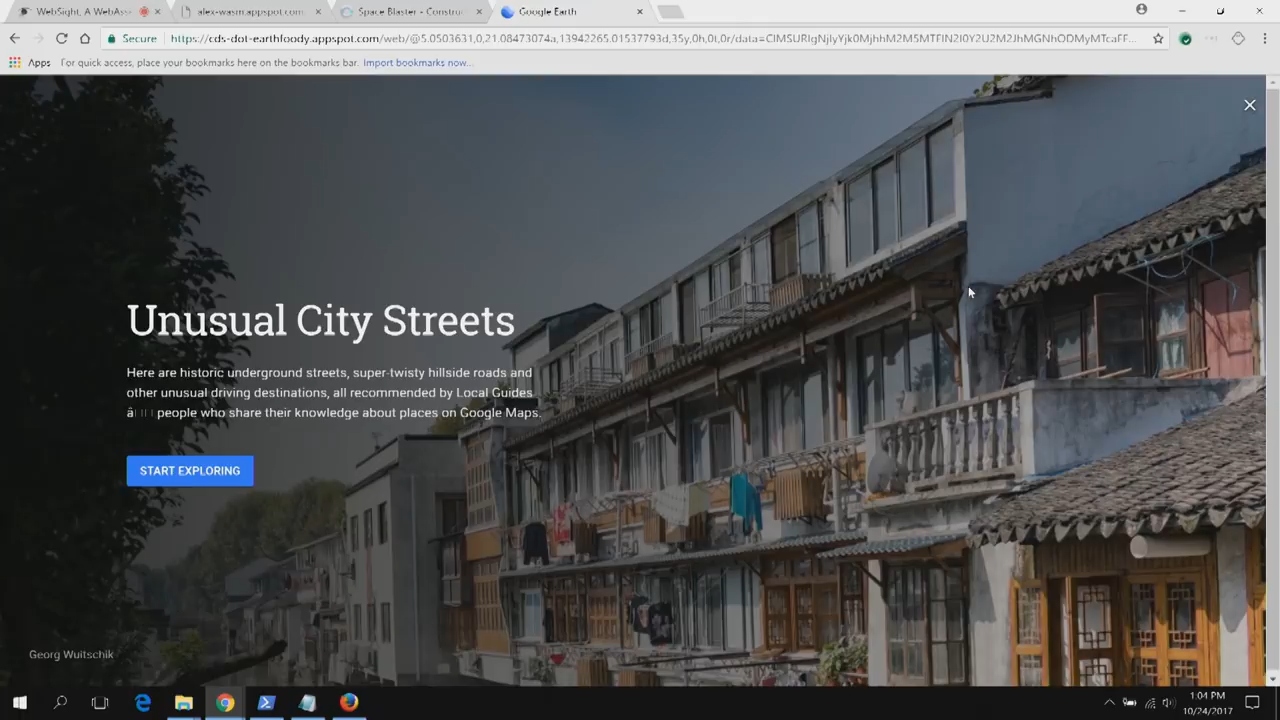 WebSight, A WebAss
alex-wasm.appspot.com
Space Blaster - Constru
Google Earth
Secure
https://cds-dot-earthfoody.appspot.com/web/@5.0503631,0,21.08473074a,13942265.01537793d,35y,0h,0t,0r/data=
Apps
For quick access, place your bookmarks here on the bookmarks bar. Import bookmarks now...
Unusual City Streets
Here are historic underground streets, super-twisty hillside roads and
other unusual driving destinations, all recommended by Local Guides
â people who share their knowledge about places on Google Maps.
START EXPLORING
Georg Wuitschik
1:04 PM
10/24/2017